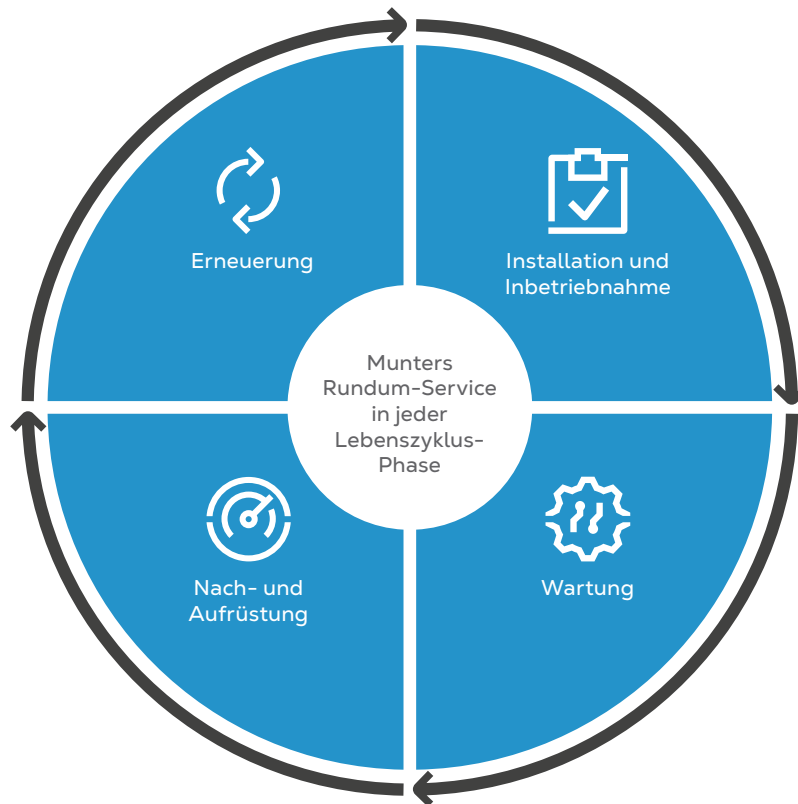 Erneuerung
Installation und
Inbetriebnahme
Munters
Rundum-Service
in jeder
Lebenszyklus-
Phase
Nach- und
Aufrüstung
Wartung